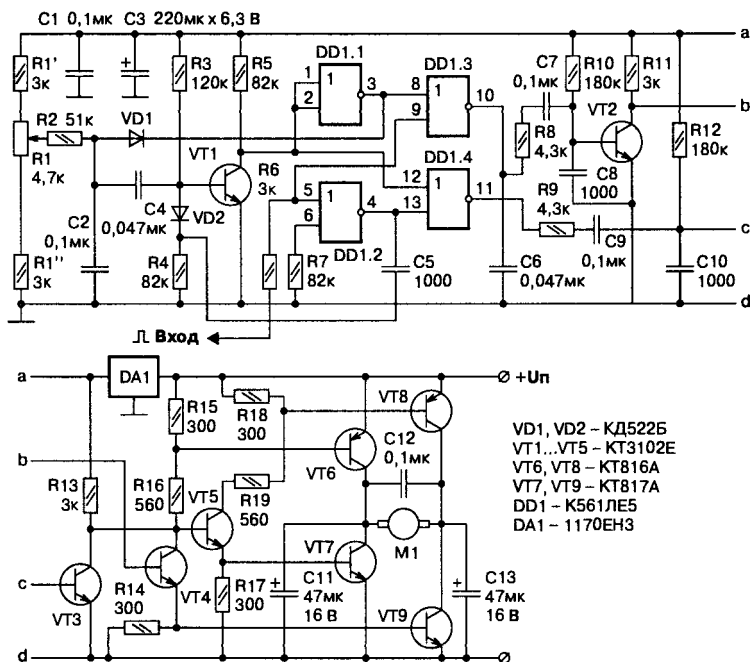 C1 0,1мк
C3 220мк x 6,3 В
a
R1' 3к
R3 120к
R5 82к
DD1.1
1
2
1
3
DD1.3
8
9
1
10
C7 0,1мк
R10 180к
R11 3к
b
R2 51к
VD1
VT1
VT2
R1 4,7к
R6 3к
R8 4,3к
R12 180к
DD1.4
12
13
1
11
C8 1000
R9 4,3к
C2 0,1мк
C4 0,047мк
VD2
5
6
1
4
DD1.2
c
R1'' 3к
R4 82к
R7 82к
C5 1000
C6 0,047мк
C9 0,1мк
C10 1000
d
Вход
a
DA1
+Uп
R15 300
R18 300
VT8
C12 0,1мк
b
R13 3к
R16 560
VT5
R19 560
VT6
M1
VT7
c
VT3
R14 300
VT4
R17 300
C11 47мк 16 В
VT9
C13 47мк 16 В
d
VD1, VD2 – КД522Б
VT1...VT5 – КТ3102Е
VT6, VT8 – КТ816А
VT7, VT9 – КТ817А
DD1 – К561ЛЕ5
DA1 – 1170ЕН3